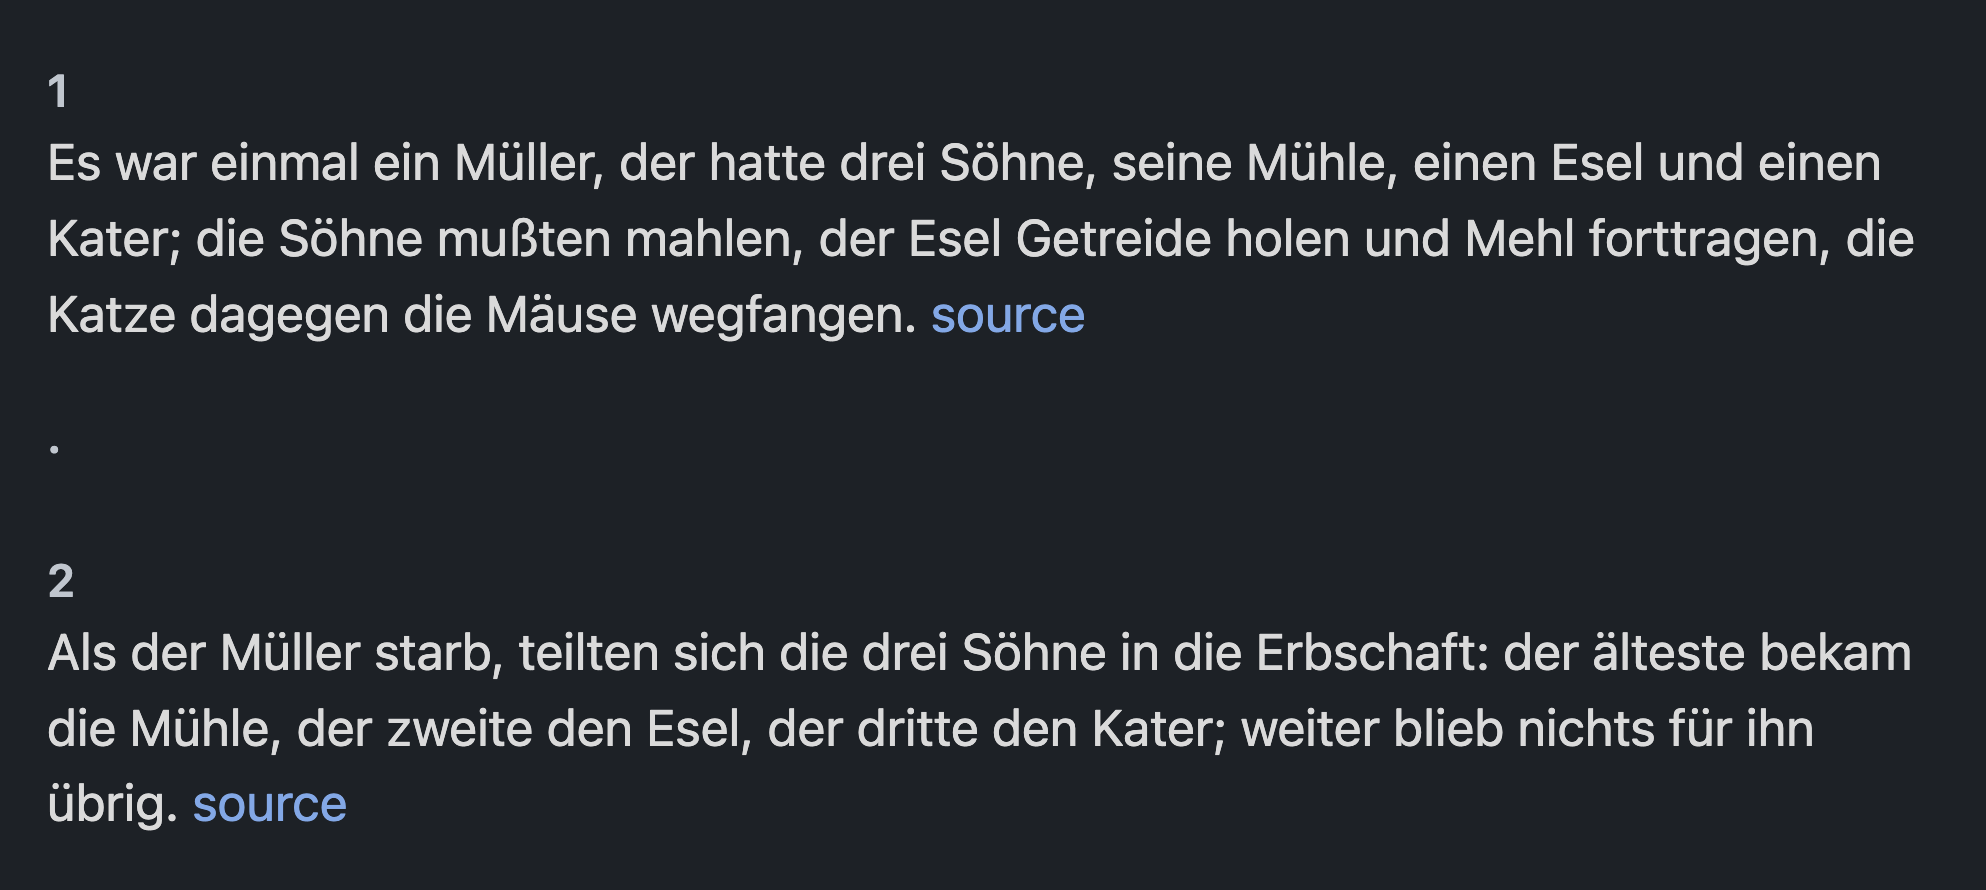 1
Es war einmal ein Müller, der hatte drei Söhne, seine Mühle, einen Esel und einen
Kater; die Söhne mußten mahlen, der Esel Getreide holen und Mehl forttragen, die
Katze dagegen die Mäuse wegfangen. source
.
2
Als der Müller starb, teilten sich die drei Söhne in die Erbschaft: der älteste bekam
die Mühle, der zweite den Esel, der dritte den Kater; weiter blieb nichts für ihn
übrig. source